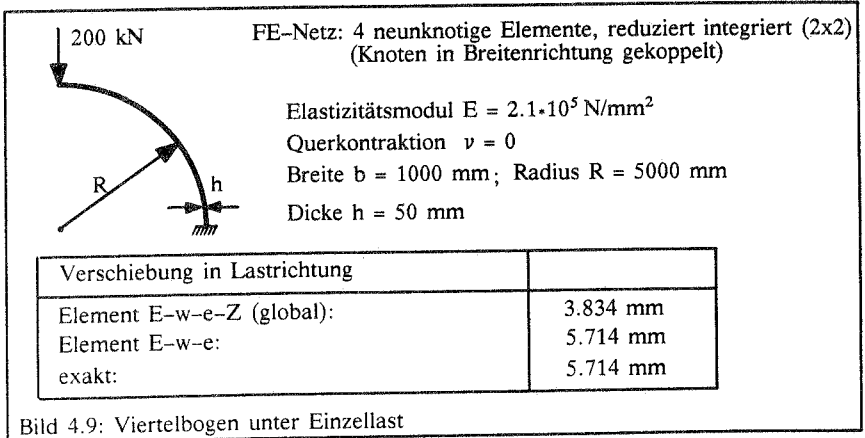 200 kN
FE-Netz: 4 neunknotige Elemente, reduziert integriert (2x2)
(Knoten in Breitenrichtung gekoppelt)
Elastizitätsmodul E = 2.1*10⁵ N/mm²
Querkontraktion ν = 0
Breite b = 1000 mm; Radius R = 5000 mm
Dicke h = 50 mm
R
h
Verschiebung in Lastrichtung
Element E-w-e-Z (global): 3.834 mm
Element E-w-e: 5.714 mm
exakt: 5.714 mm
Bild 4.9: Viertelbogen unter Einzellast